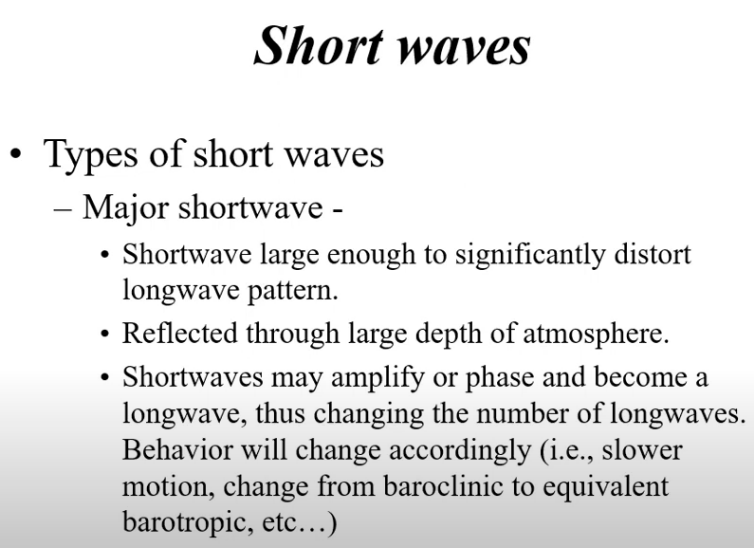 Short waves
• Types of short waves
– Major shortwave -
• Shortwave large enough to significantly distort
longwave pattern.
• Reflected through large depth of atmosphere.
• Shortwaves may amplify or phase and become a
longwave, thus changing the number of longwaves.
Behavior will change accordingly (i.e., slower
motion, change from baroclinic to equivalent
barotropic, etc…)